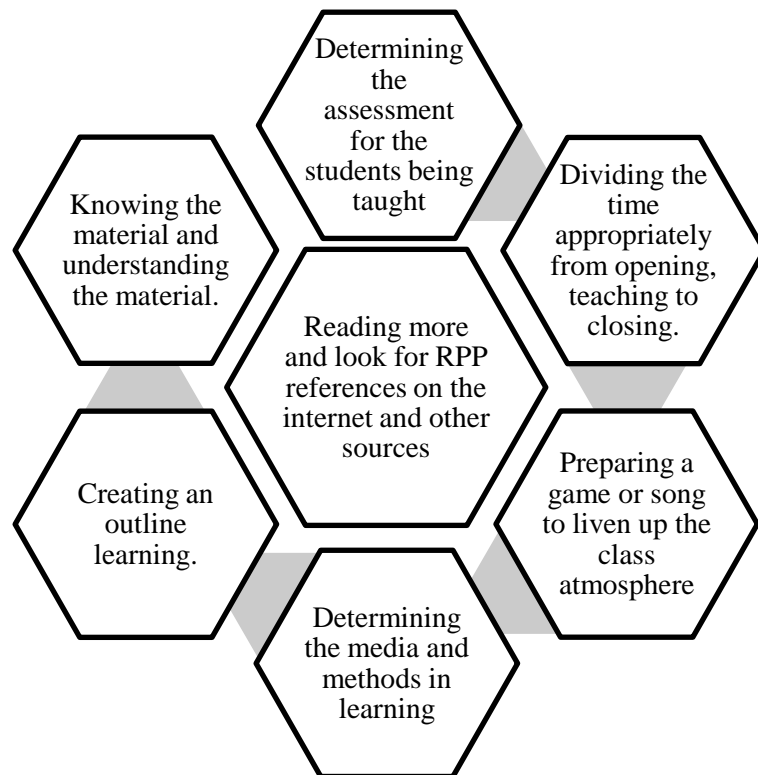 Determining
the
assessment
for the
students being
taught
Dividing the
time
appropriately
from opening,
teaching to
closing.
Preparing a
game or song
to liven up the
class
atmosphere
Determining
the media and
methods in
learning
Creating an
outline
learning.
Knowing the
material and
understanding
the material.
Reading more
and look for RPP
references on the
internet and other
sources